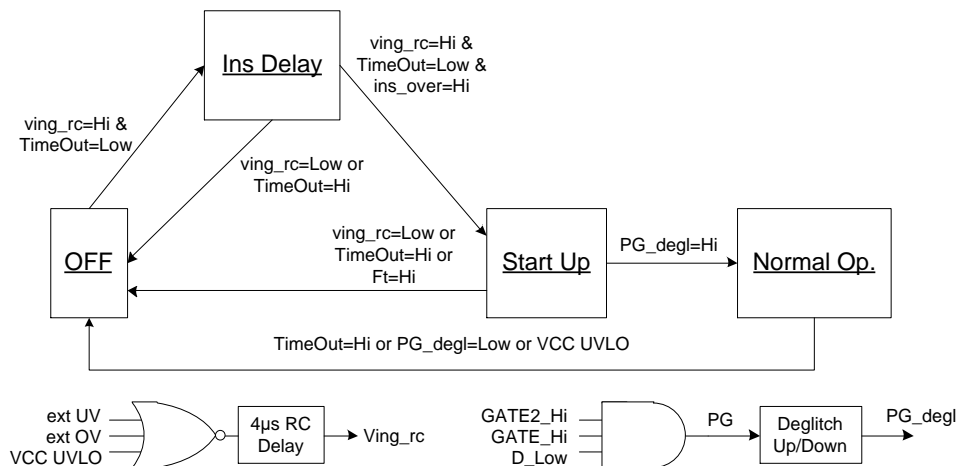 Ins Delay
ving_rc=Hi &
TimeOut=Low &
ins_over=Hi
ving_rc=Hi &
TimeOut=Low
ving_rc=Low or
TimeOut=Hi
OFF
ving_rc=Low or
TimeOut=Hi or
Ft=Hi
Start Up
PG_degl=Hi
Normal Op.
TimeOut=Hi or PG_degl=Low or VCC UVLO
ext UV
ext OV
VCC UVLO
4µs RC
Delay
Ving_rc
GATE2_Hi
GATE_Hi
D_Low
PG
Deglitch
Up/Down
PG_degl